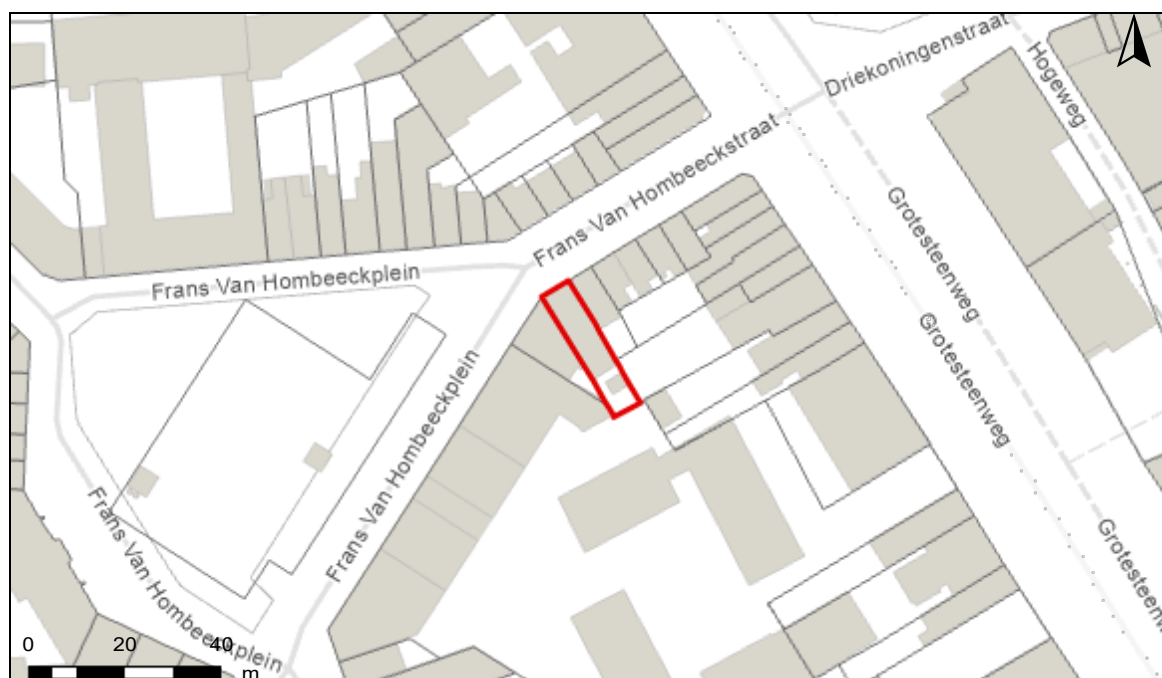 Driekoningenstraat
Hogeweg
Frans Van Hombeeckstraat
Grotesteenweg
Frans Van Hombeeckplein
Grotesteenweg
Frans Van Hombeeckplein
Frans Van Hombeeckplein
Grotesteenw
0 20 40
m